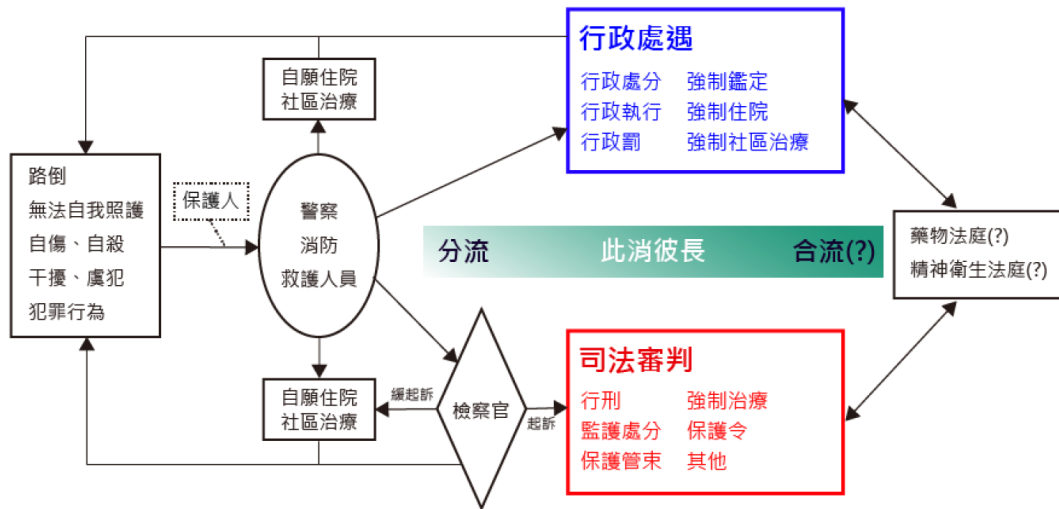 行政處遇
行政處分 強制鑑定
行政執行 強制住院
行政罰 強制社區治療
自願住院
社區治療
路倒
無法自我照護
自傷、自殺
干擾、虞犯
犯罪行為
保護人
警察
消防
救護人員
分流 此消彼長 合流(?)
藥物法庭(?)
精神衛生法庭(?)
自願住院
社區治療
緩起訴
檢察官
起訴
司法審判
行刑 強制治療
監護處分 保護令
保護管束 其他